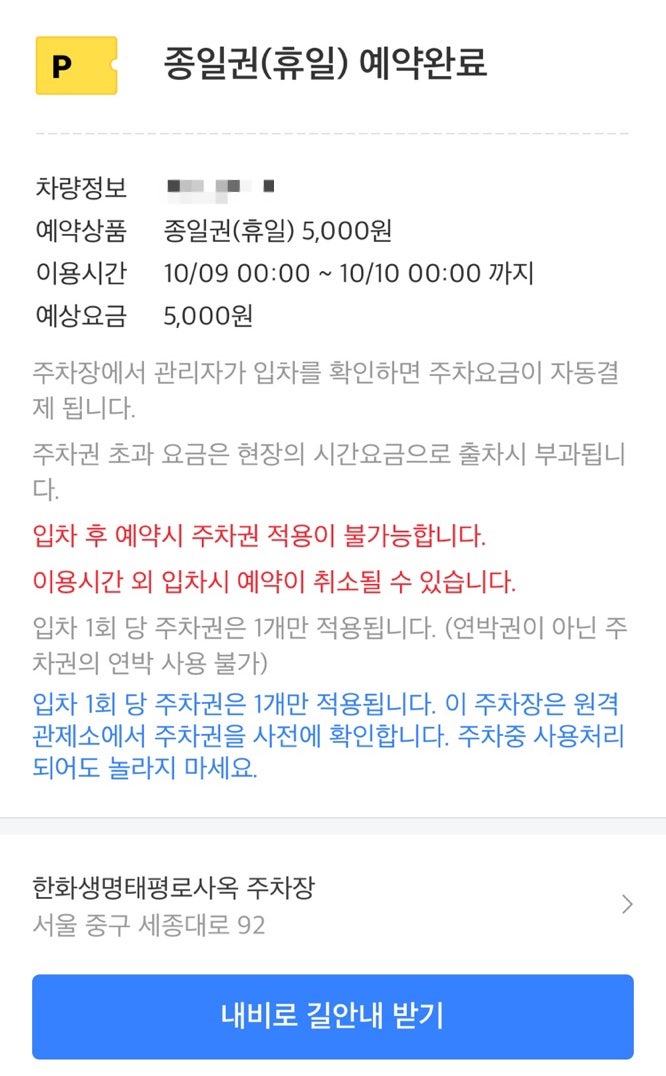 P 종일권(휴일) 예약완료
차량정보
예약상품 종일권(휴일) 5,000원
이용시간 10/09 00:00 ~ 10/10 00:00 까지
예상요금 5,000원
주차장에서 관리자가 입차를 확인하면 주차요금이 자동결
제 됩니다.
주차권 초과 요금은 현장의 시간요금으로 출차시 부과됩니
다.
입차 후 예약시 주차권 적용이 불가능합니다.
이용시간 외 입차시 예약이 취소될 수 있습니다.
입차 1회 당 주차권은 1개만 적용됩니다. (연박권이 아닌 주
차권의 연박 사용 불가)
입차 1회 당 주차권은 1개만 적용됩니다. 이 주차장은 원격
관제소에서 주차권을 사전에 확인합니다. 주차중 사용처리
되어도 놀라지 마세요.
한화생명태평로사옥 주차장
서울 중구 세종대로 92
내비로 길안내 받기